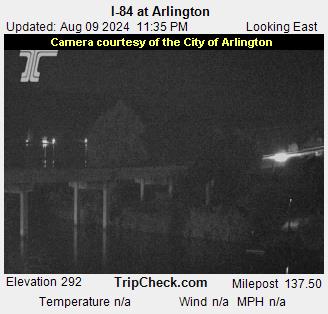 I-84 at Arlington
Updated: Aug 09 2024 11:35 PM Looking East
Camera courtesy of the City of Arlington
Elevation 292 TripCheck.com Milepost 137.50
Temperature n/a Wind n/a MPH n/a